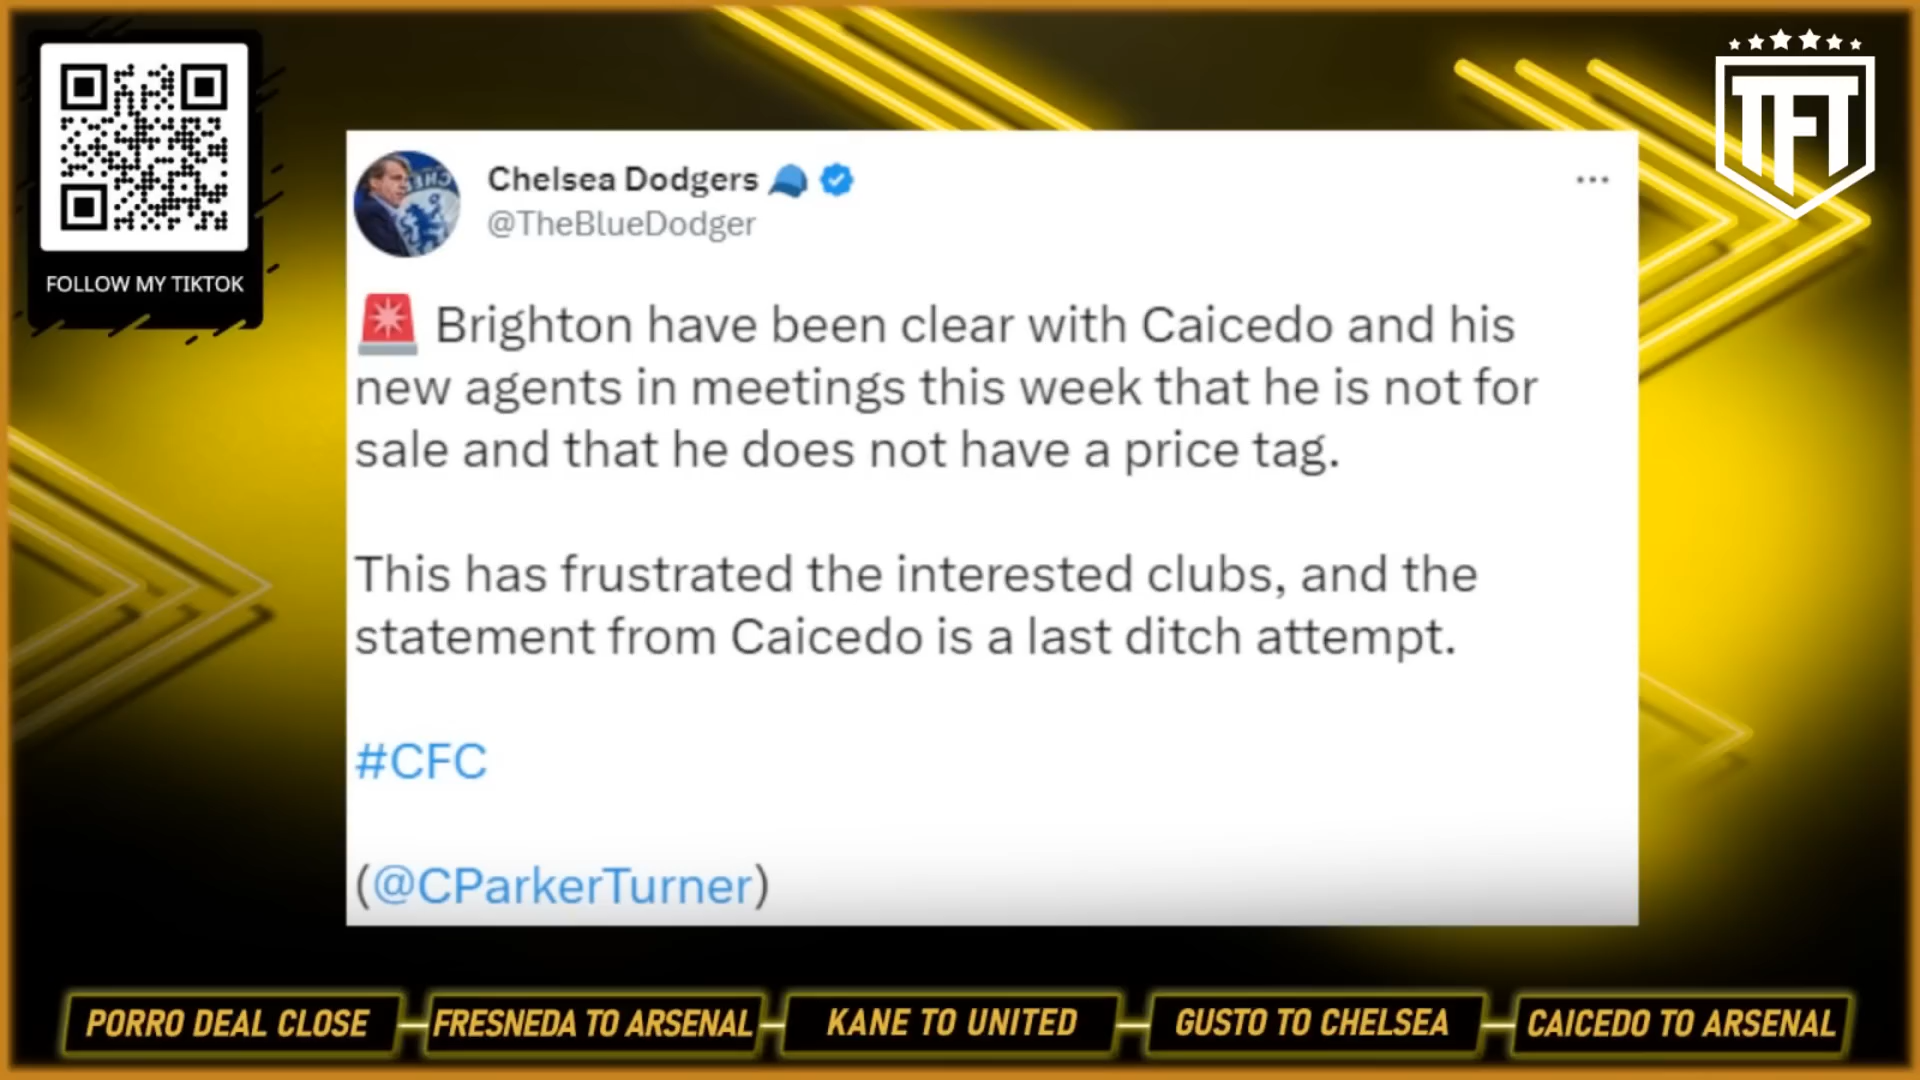 FOLLOW MY TIKTOK
TFT
Chelsea Dodgers 🧢
@TheBlueDodger
🚨 Brighton have been clear with Caicedo and his
new agents in meetings this week that he is not for
sale and that he does not have a price tag.
This has frustrated the interested clubs, and the
statement from Caicedo is a last ditch attempt.
#CFC
(@CParkerTurner)
PORRO DEAL CLOSE
FRESNEDA TO ARSENAL
KANE TO UNITED
GUSTO TO CHELSEA
CAICEDO TO ARSENAL